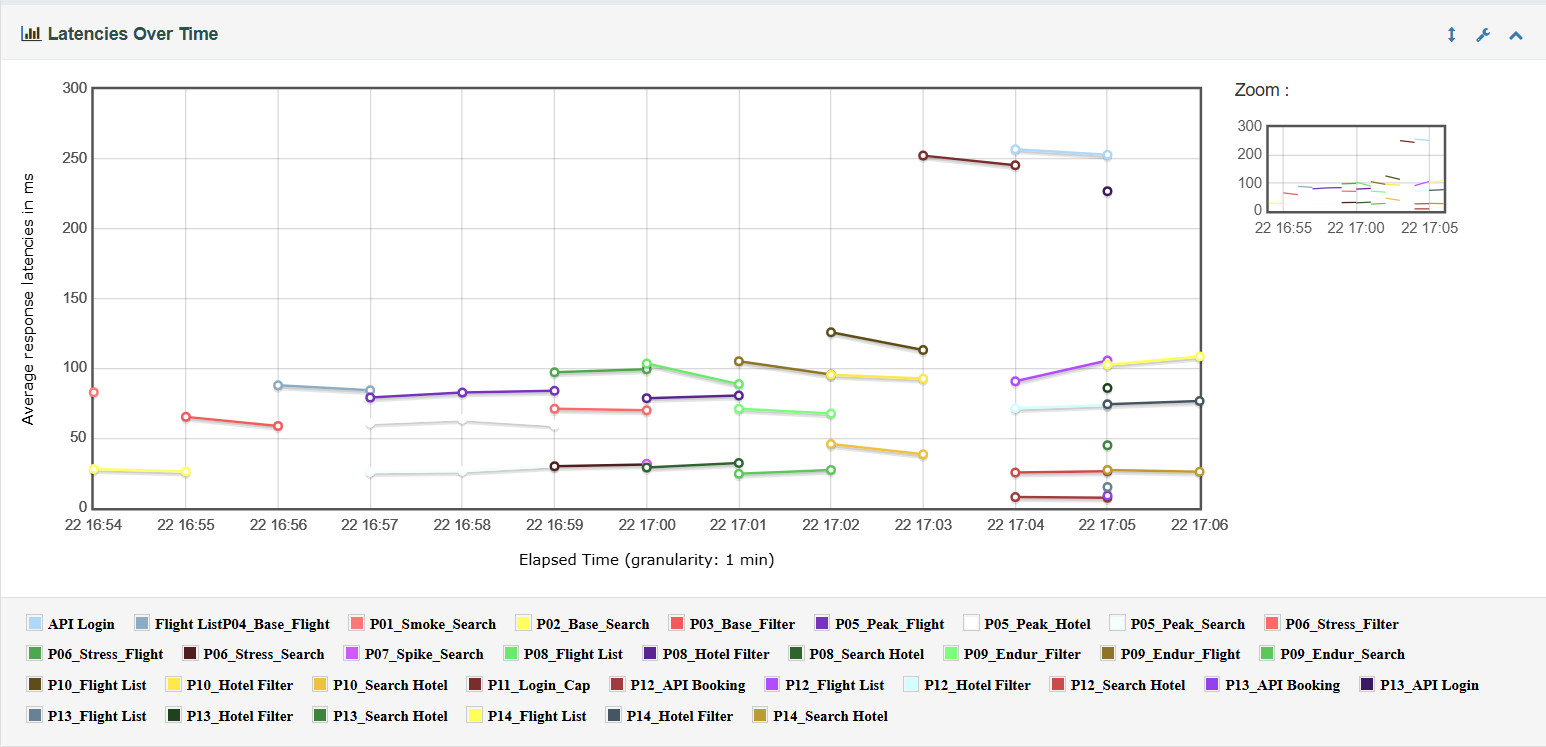 Latencies Over Time
Zoom :
300
250
200
150
100
50
0
Average response latencies in ms
22 16:54 22 16:55 22 16:56 22 16:57 22 16:58 22 16:59 22 17:00 22 17:01 22 17:02 22 17:03 22 17:04 22 17:05 22 17:06
Elapsed Time (granularity: 1 min)
300
200
100
0
22 16:55 22 17:00 22 17:05
API Login Flight ListP04_Base_Flight P01_Smoke_Search P02_Base_Search P03_Base_Filter P05_Peak_Flight P05_Peak_Hotel P05_Peak_Search P06_Stress_Filter
P06_Stress_Flight P06_Stress_Search P07_Spike_Search P08_Flight List P08_Hotel Filter P08_Search Hotel P09_Endur_Filter P09_Endur_Flight P09_Endur_Search
P10_Flight List P10_Hotel Filter P10_Search Hotel P11_Login_Cap P12_API Booking P12_Flight List P12_Hotel Filter P12_Search Hotel P13_API Booking P13_API Login
P13_Flight List P13_Hotel Filter P13_Search Hotel P14_Flight List P14_Hotel Filter P14_Search Hotel